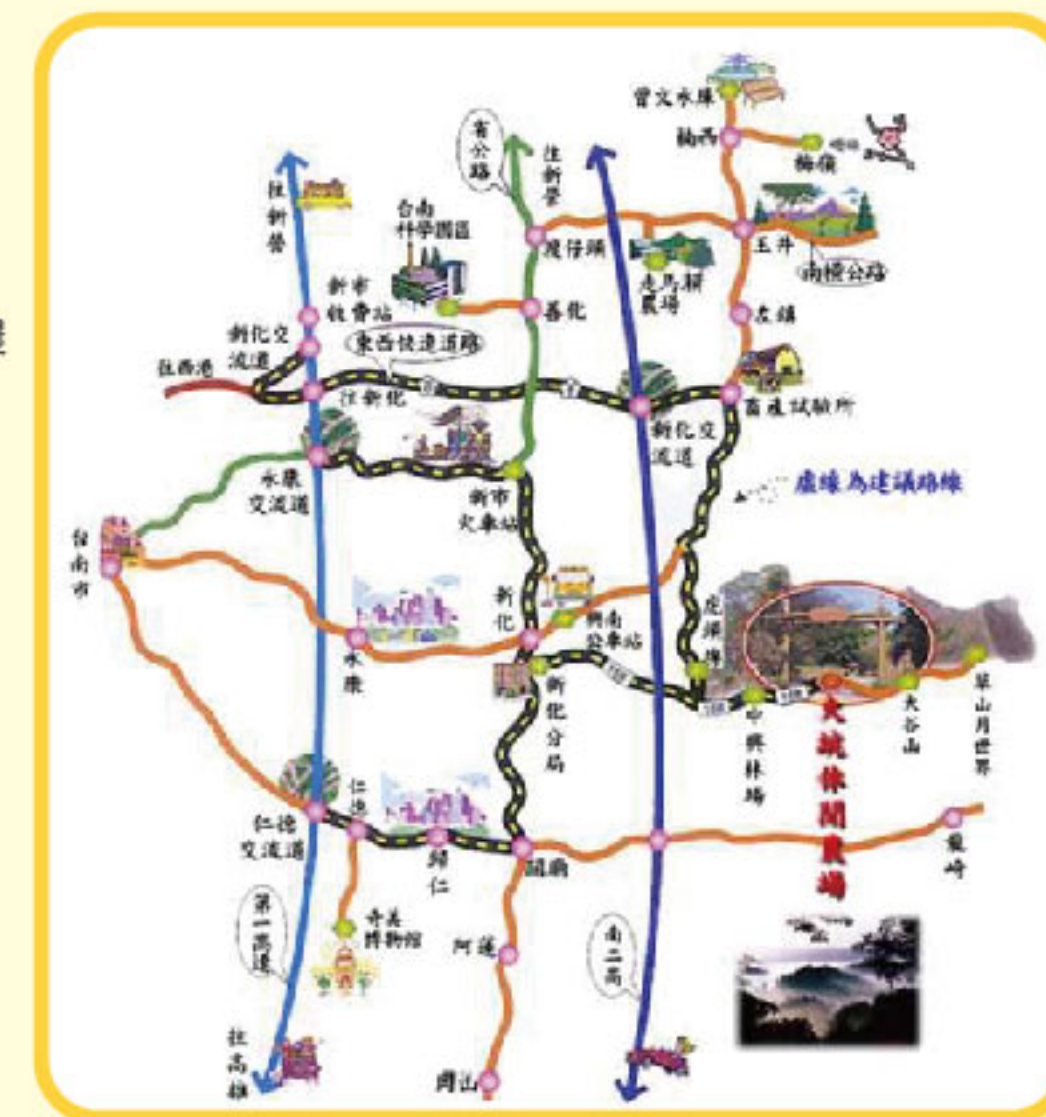 曾文水庫
楠西
梅嶺
省公路
往新營
往新營
台南
科學園區
玉井
南橫公路
走馬瀨
農場
善化
左鎮
新市
收費站
新化交
流道
東西快速道路
往西港
往新化
新化交
流道
畜產試驗所
虛線為建議路線
永康
交流道
新市
火車站
台南市
永康
新化
興南
公車站
虎頭埤
新化分局
中興林場
大坑休閒農場
大谷山
草山月世界
仁德
交流道
仁德
歸仁
關廟
龍崎
第一高速
奇美
博物館
阿蓮
南二高
往高雄
岡山